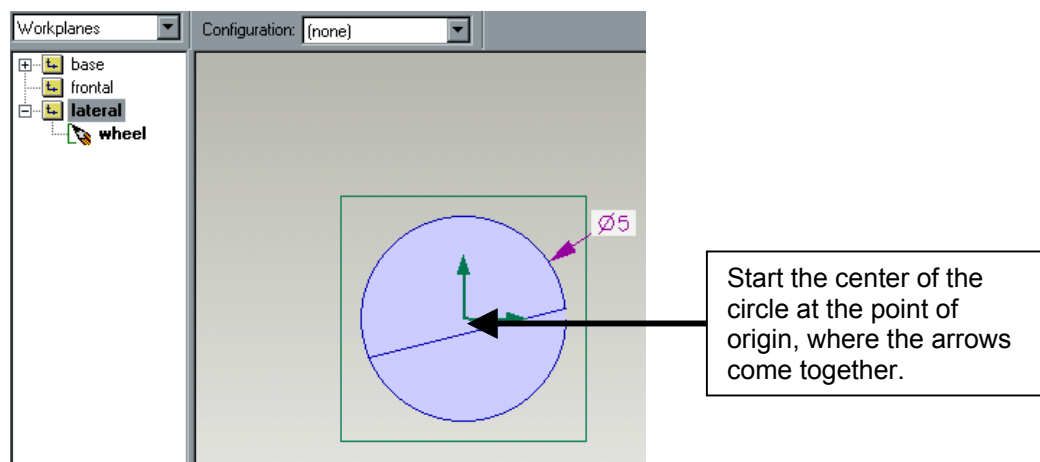 Workplanes
Configuration: (none)
base
frontal
lateral
wheel
Ø5
Start the center of the
circle at the point of
origin, where the arrows
come together.